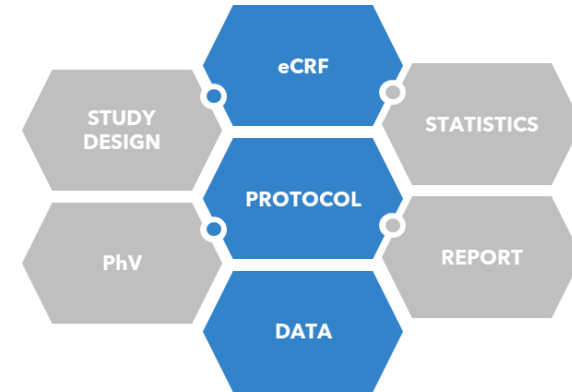 eCRF
STUDY
DESIGN
STATISTICS
PROTOCOL
PhV
REPORT
DATA